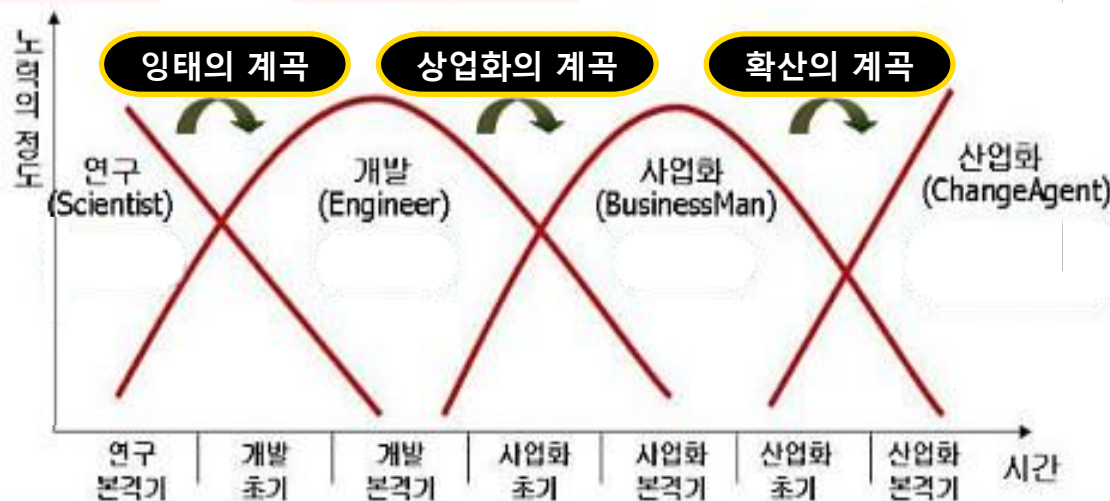 노력의 정도
잉태의 계곡
상업화의 계곡
확산의 계곡
연구
(Scientist)
개발
(Engineer)
사업화
(BusinessMan)
산업화
(ChangeAgent)
연구
본격기
개발
초기
개발
본격기
사업화
초기
사업화
본격기
산업화
초기
산업화
본격기
시간